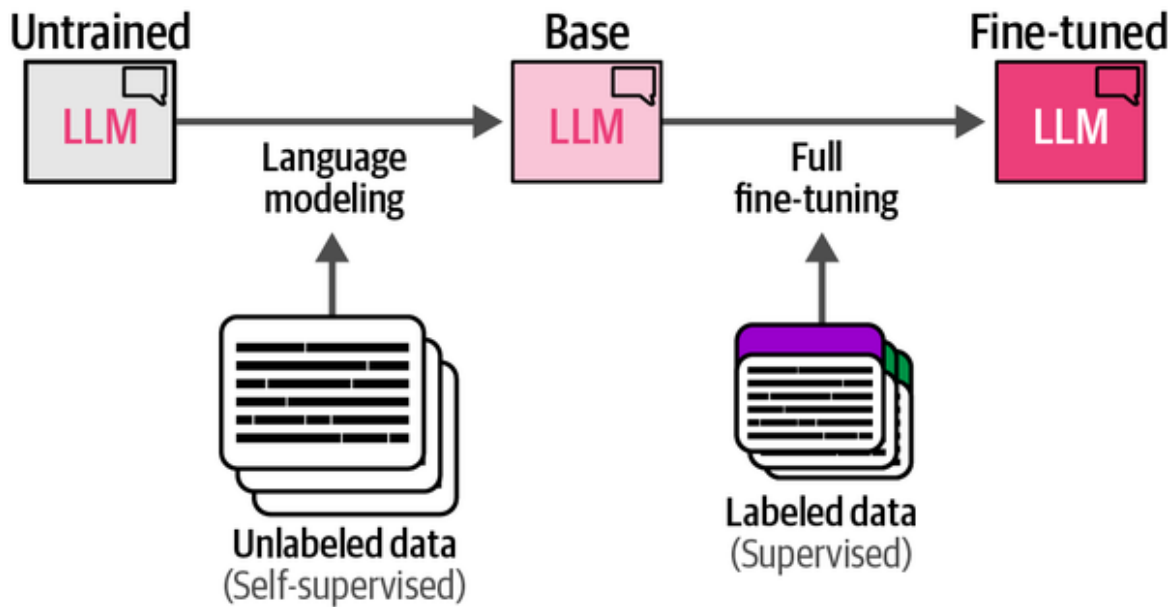 Untrained
Base
Fine-tuned
LLM
LLM
LLM
Language
modeling
Full
fine-tuning
Unlabeled data
(Self-supervised)
Labeled data
(Supervised)